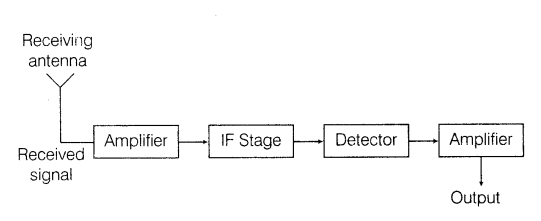 Receiving
antenna
Amplifier
IF Stage
Detector
Amplifier
Received
signal
Output